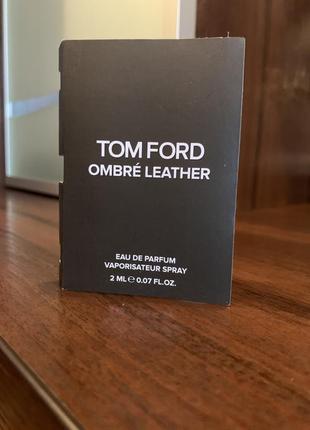 TOM FORD
OMBRÉ LEATHER
EAU DE PARFUM
VAPORISATEUR SPRAY
2 ML ℮ 0.07 FL.OZ.